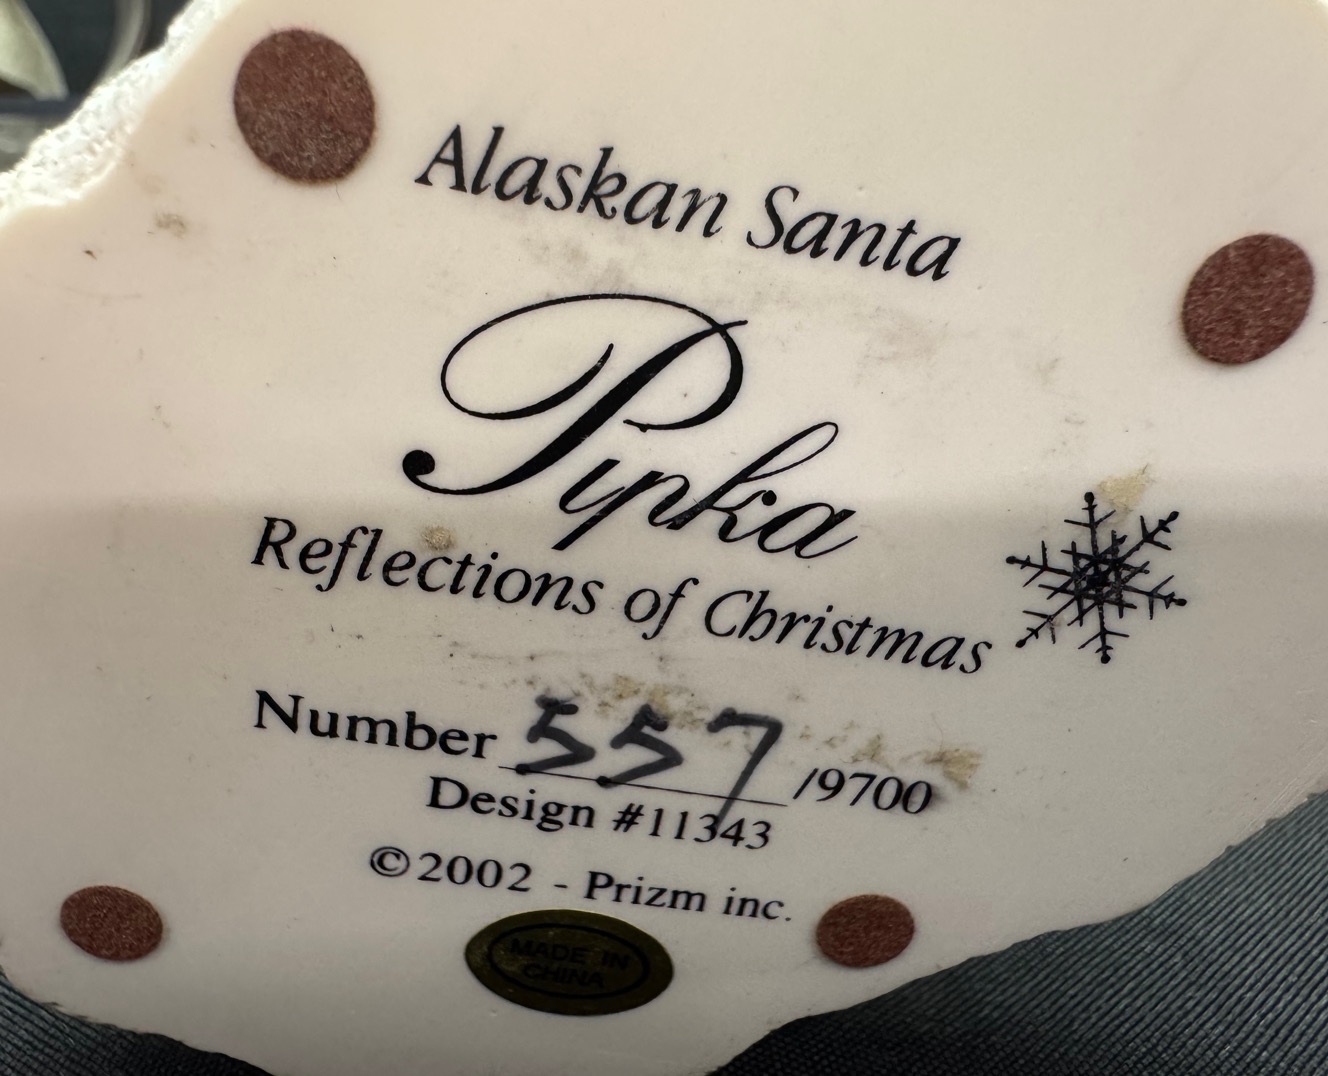 Alaskan Santa
Pipka
Reflections of Christmas
Number 557 /9700
Design #11343
©2002 - Prizm inc.
MADE IN
CHINA